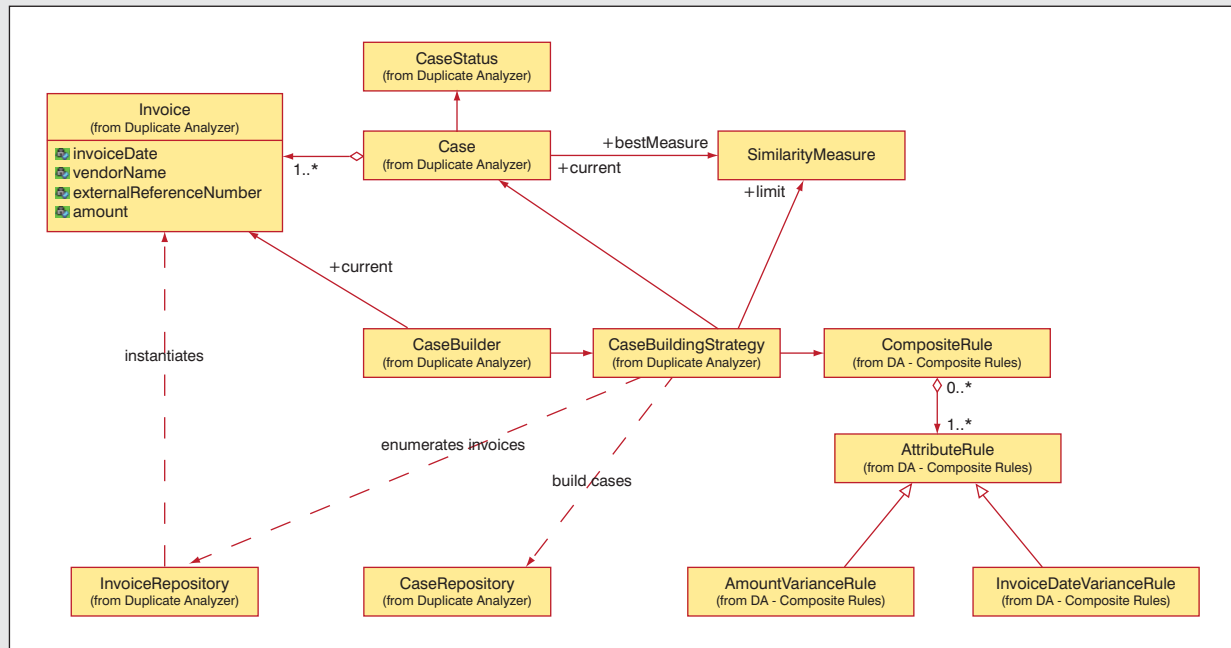 CaseStatus
(from Duplicate Analyzer)
Invoice
(from Duplicate Analyzer)
invoiceDate
vendorName
externalReferenceNumber
amount
1..*
Case
(from Duplicate Analyzer)
+bestMeasure
+current
SimilarityMeasure
+limit
+current
instantiates
CaseBuilder
(from Duplicate Analyzer)
CaseBuildingStrategy
(from Duplicate Analyzer)
CompositeRule
(from DA - Composite Rules)
0..*
1..*
enumerates invoices
build cases
AttributeRule
(from DA - Composite Rules)
InvoiceRepository
(from Duplicate Analyzer)
CaseRepository
(from Duplicate Analyzer)
AmountVarianceRule
(from DA - Composite Rules)
InvoiceDateVarianceRule
(from DA - Composite Rules)